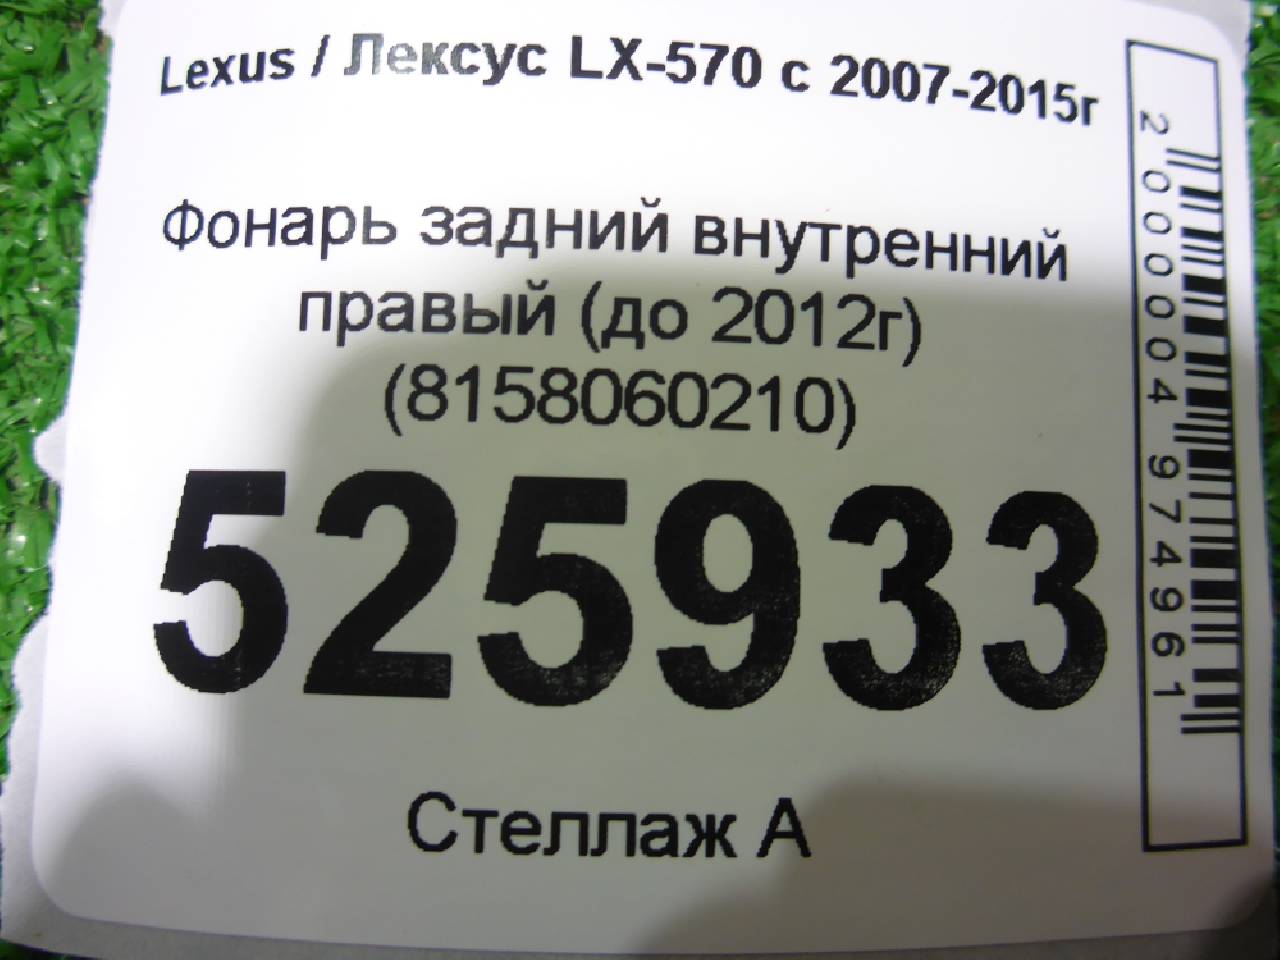 Lexus / Лексус LX-570 с 2007-2015г
Фонарь задний внутренний
правый (до 2012г)
(8158060210)
525933
Стеллаж А
2000004974961